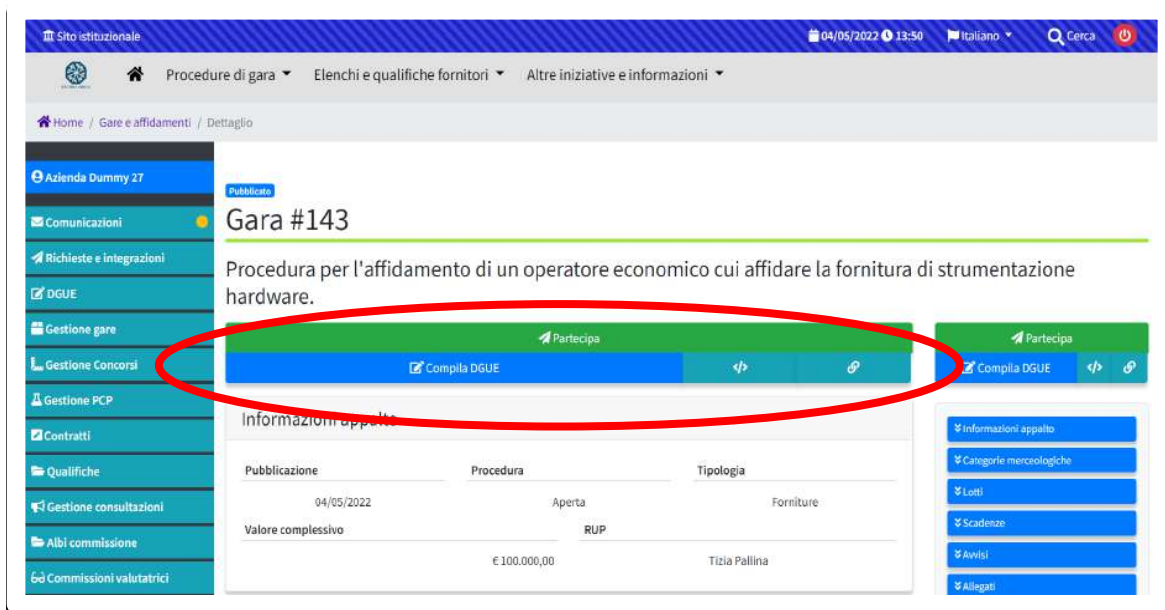 Sito istituzionale
04/05/2022 13:50
Italiano
Cerca
Procedure di gara
Elenchi e qualifiche fornitori
Altre iniziative e informazioni
Home / Gare e affidamenti / Dettaglio
Azienda Dummy 27
Comunicazioni
Richieste e integrazioni
DGUE
Gestione gare
Gestione Concorsi
Gestione PCP
Contratti
Qualifiche
Gestione consultazioni
Albi commissione
Commissioni valutatrici
Pubblicato
Gara #143
Procedura per l'affidamento di un operatore economico cui affidare la fornitura di strumentazione
hardware.
Partecipa
Compila DGUE </>
Informazioni appalto
Pubblicazione Procedura Tipologia
04/05/2022 Aperta Forniture
Valore complessivo RUP
€ 100.000,00 Tizia Pallina
Partecipa
Compila DGUE </>
Informazioni appalto
Categorie merceologiche
Lotti
Scadenze
Avvisi
Allegati